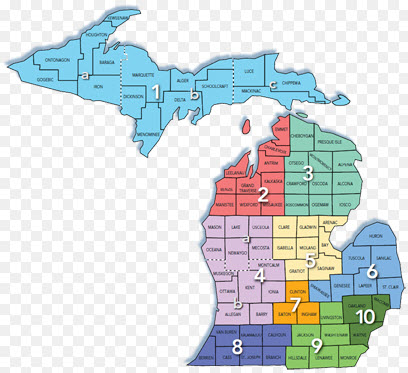 KEWEENAW
HOUGHTON
ONTONAGON
BARAGA
GOGEBIC
a
IRON
MARQUETTE
1
DICKINSON
MENOMINEE
ALGER
DELTA
b
SCHOOLCRAFT
LUCE
CHIPPEWA
MACKINAC
c
EMMET
CHEBOYGAN
PRESQUE ISLE
CHARLEVOIX
ANTRIM
OTSEGO
MONTMORENCY
ALPENA
3
LEELANAU
BENZIE
GRAND
TRAVERSE
KALKASKA
CRAWFORD
OSCODA
ALCONA
2
MANISTEE
WEXFORD
MISSAUKEE
ROSCOMMON
OGEMAW
IOSCO
MASON
LAKE
OSCEOLA
CLARE
GLADWIN
ARENAC
a
OCEANA
NEWAYGO
MECOSTA
ISABELLA
MIDLAND
BAY
HURON
5
MONTCALM
GRATIOT
SAGINAW
TUSCOLA
SANILAC
4
6
MUSKEGON
OTTAWA
KENT
IONIA
CLINTON
SHIAWASSEE
GENESEE
LAPEER
ST. CLAIR
b
7
ALLEGAN
BARRY
EATON
INGHAM
LIVINGSTON
OAKLAND
MACOMB
10
VAN BUREN
CALHOUN
JACKSON
WAYNE
8
9
BERRIEN
CASS
ST. JOSEPH
BRANCH
HILLSDALE
LENAWEE
MONROE